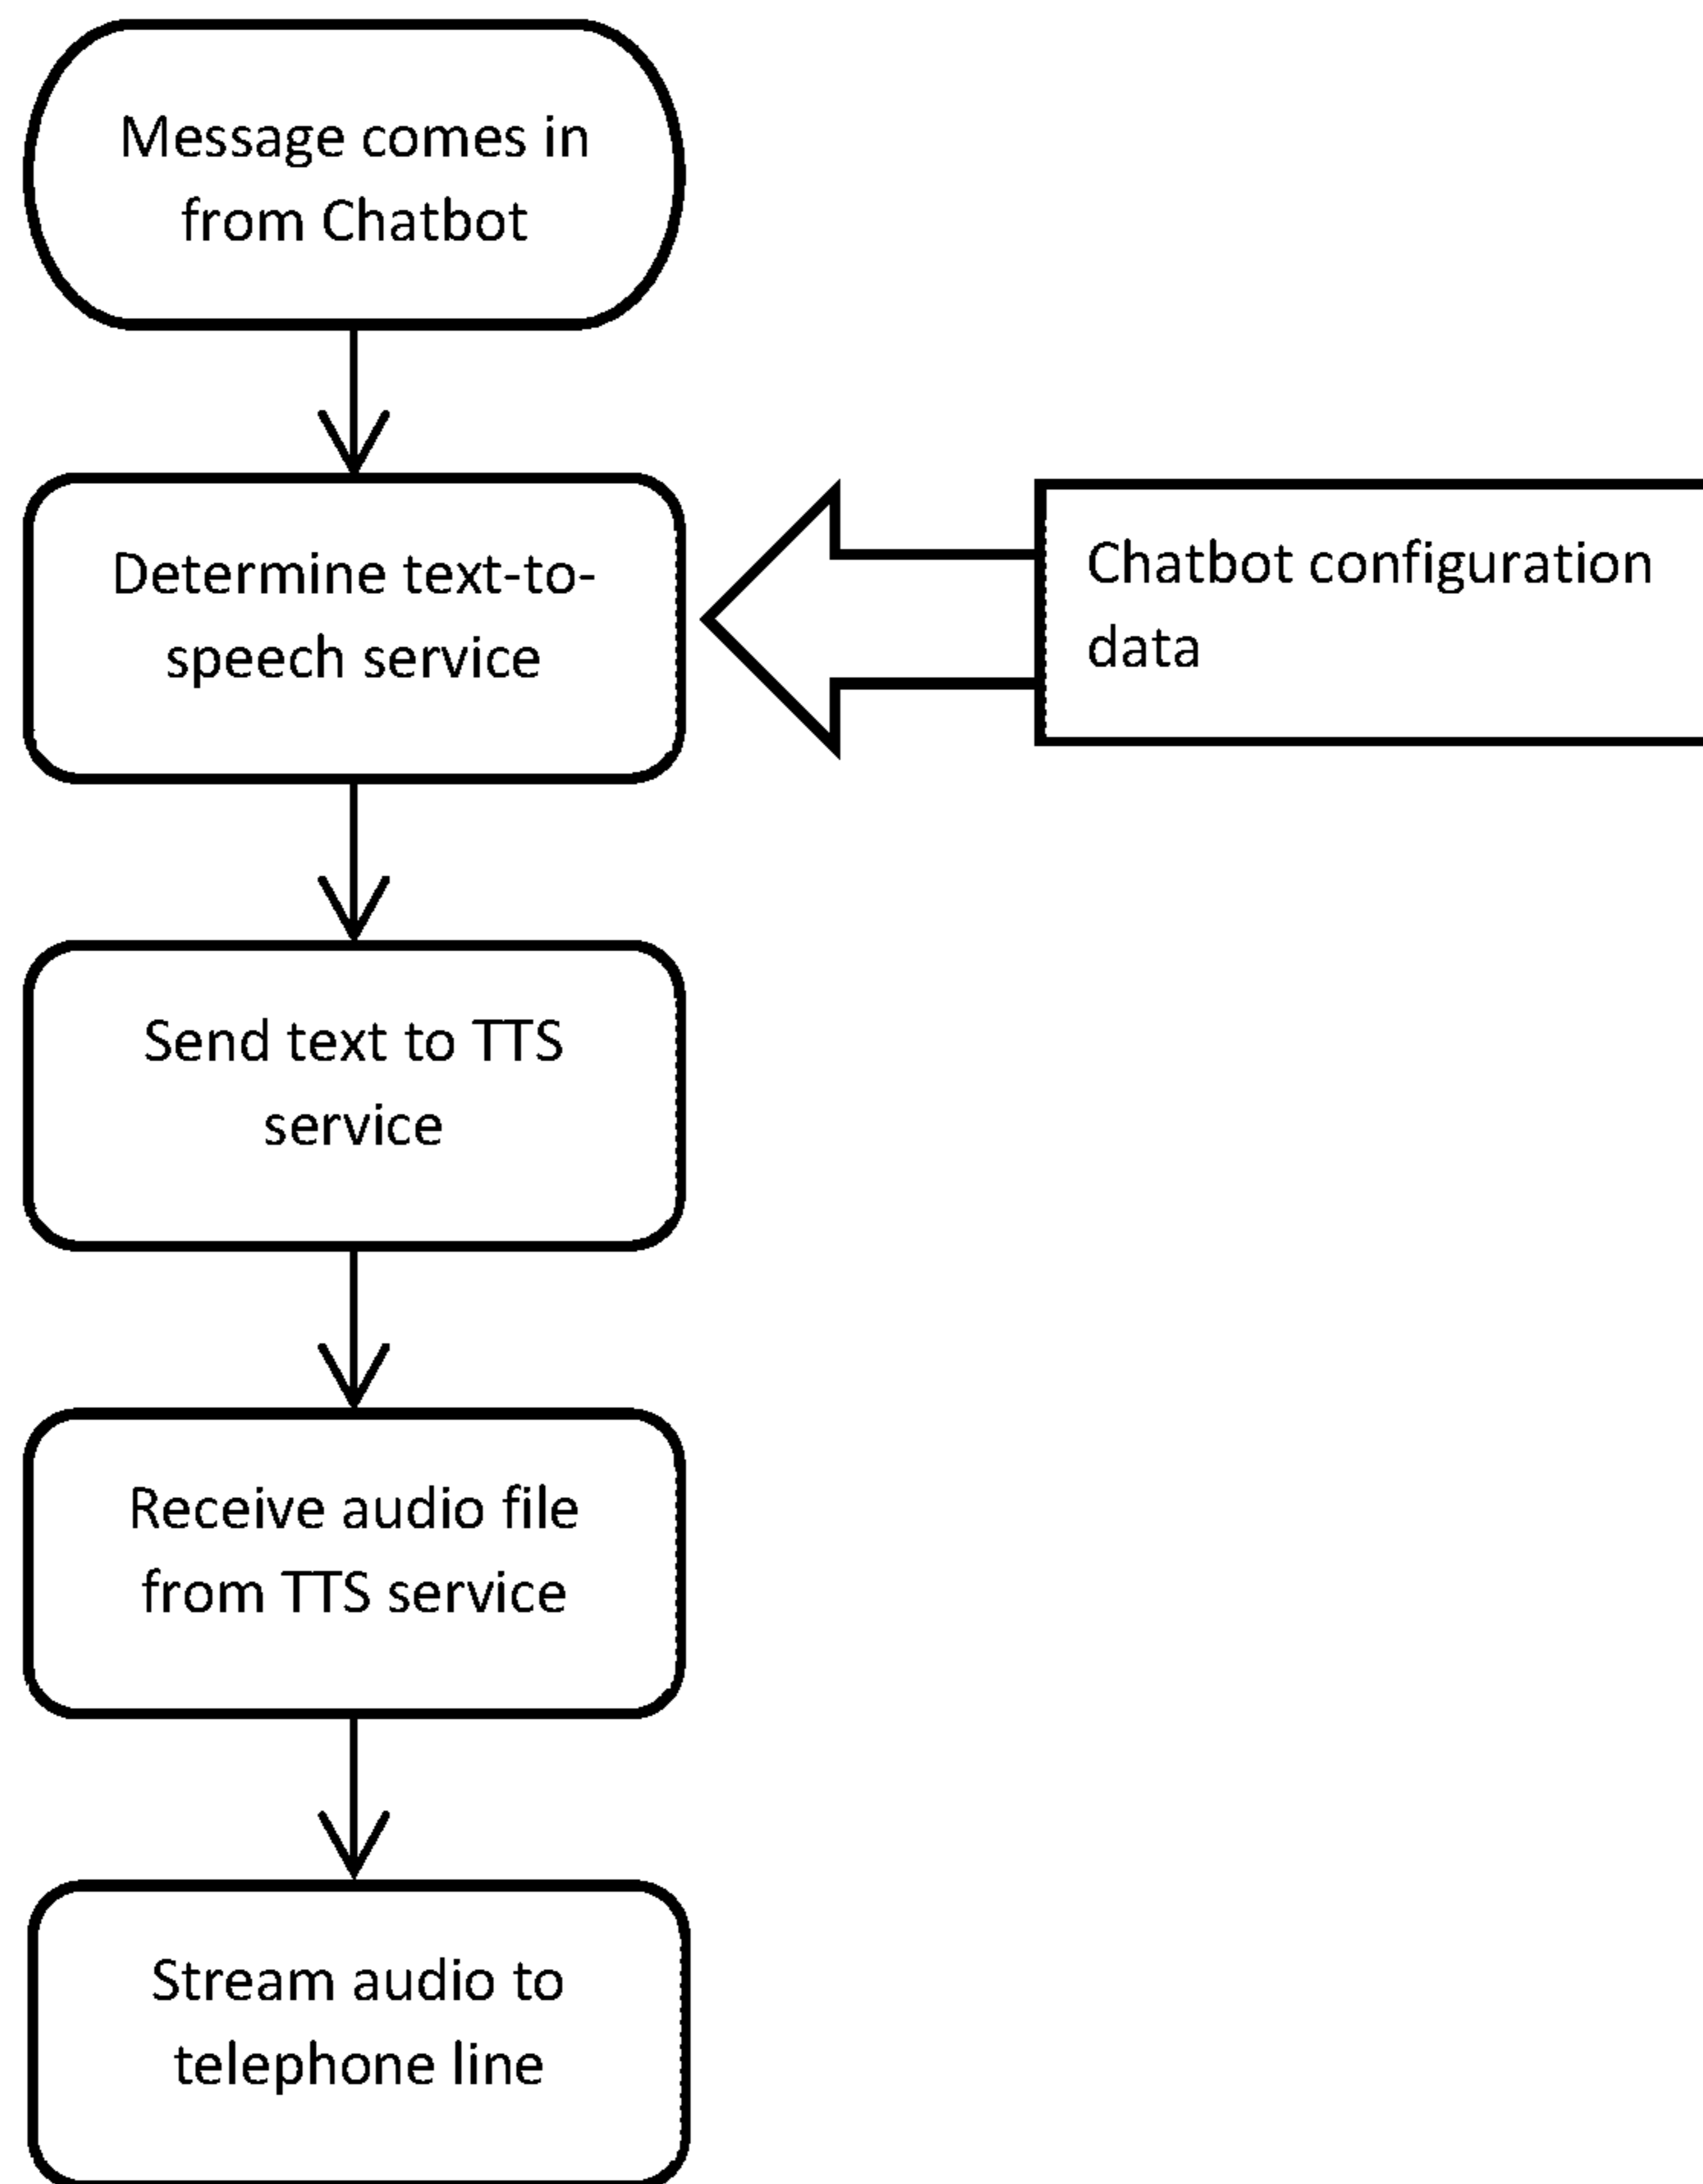 Message comes in
from Chatbot
Determine text-to-
speech service
Chatbot configuration
data
Send text to TTS
service
Receive audio file
from TTS service
Stream audio to
telephone line